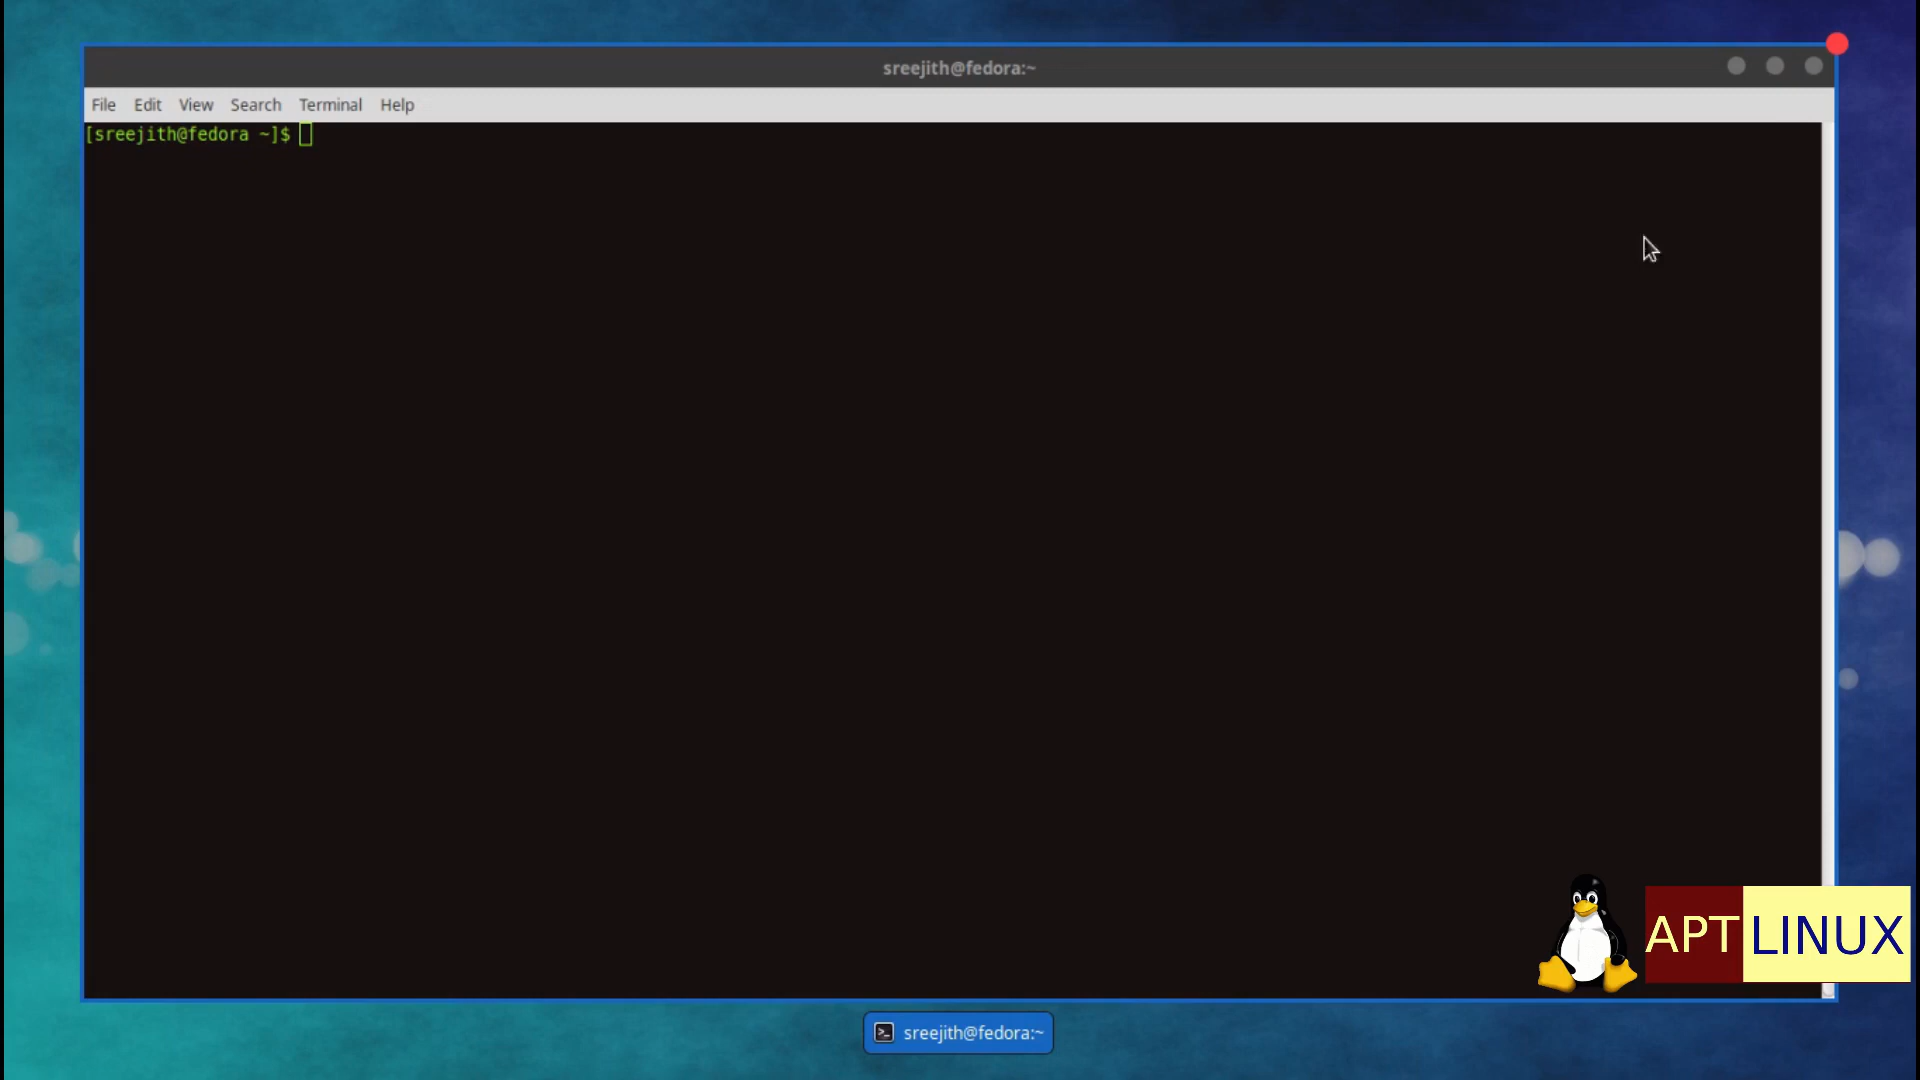 sreejith@fedora:~
File Edit View Search Terminal Help
[sreejith@fedora ~]$
APT LINUX
sreejith@fedora:~